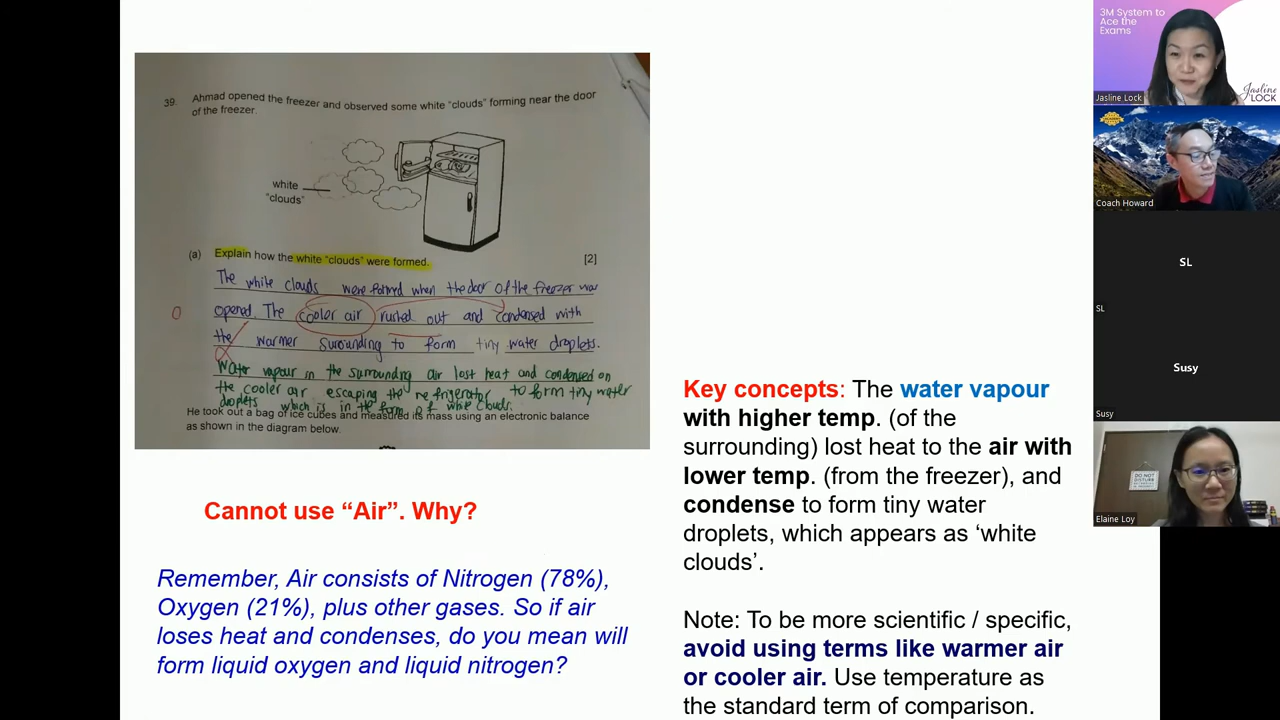 39. Ahmad opened the freezer and observed some white "clouds" forming near the door
of the freezer.
white
"clouds"
(a) Explain how the white "clouds" were formed. [2]
The white clouds were formed when the door of the freezer was
0 opened. The cooler air rushed out and condensed with
the warmer surounding to form tiny water droplets.
Water vapour in the surrounding air lost heat and condensed on
the cooler air escaping the refrigerator to form tiny water
droplets which is in the form of white clouds.
He took out a bag of ice cubes and measured its mass using an electronic balance
as shown in the diagram below.
Cannot use “Air”. Why?
Remember, Air consists of Nitrogen (78%),
Oxygen (21%), plus other gases. So if air
loses heat and condenses, do you mean will
form liquid oxygen and liquid nitrogen?
Key concepts: The water vapour
with higher temp. (of the
surrounding) lost heat to the air with
lower temp. (from the freezer), and
condense to form tiny water
droplets, which appears as ‘white
clouds’.
Note: To be more scientific / specific,
avoid using terms like warmer air
or cooler air. Use temperature as
the standard term of comparison.
3M System to
Ace the
Exams
Jasline
LOCK
Jasline Lock
Coach Howard
SL
SL
Susy
Susy
DO NOT
DISTURB
Elaine Loy